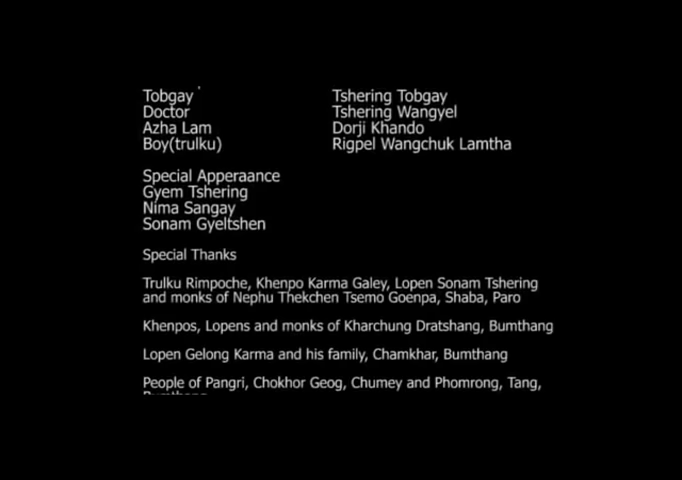 Tobgay Tshering Tobgay
Doctor Tshering Wangyel
Azha Lam Dorji Khando
Boy(trulku) Rigpel Wangchuk Lamtha
Special Apperaance
Gyem Tshering
Nima Sangay
Sonam Gyeltshen
Special Thanks
Trulku Rimpoche, Khenpo Karma Galey, Lopen Sonam Tshering
and monks of Nephu Thekchen Tsemo Goenpa, Shaba, Paro
Khenpos, Lopens and monks of Kharchung Dratshang, Bumthang
Lopen Gelong Karma and his family, Chamkhar, Bumthang
People of Pangri, Chokhor Geog, Chumey and Phomrong, Tang,